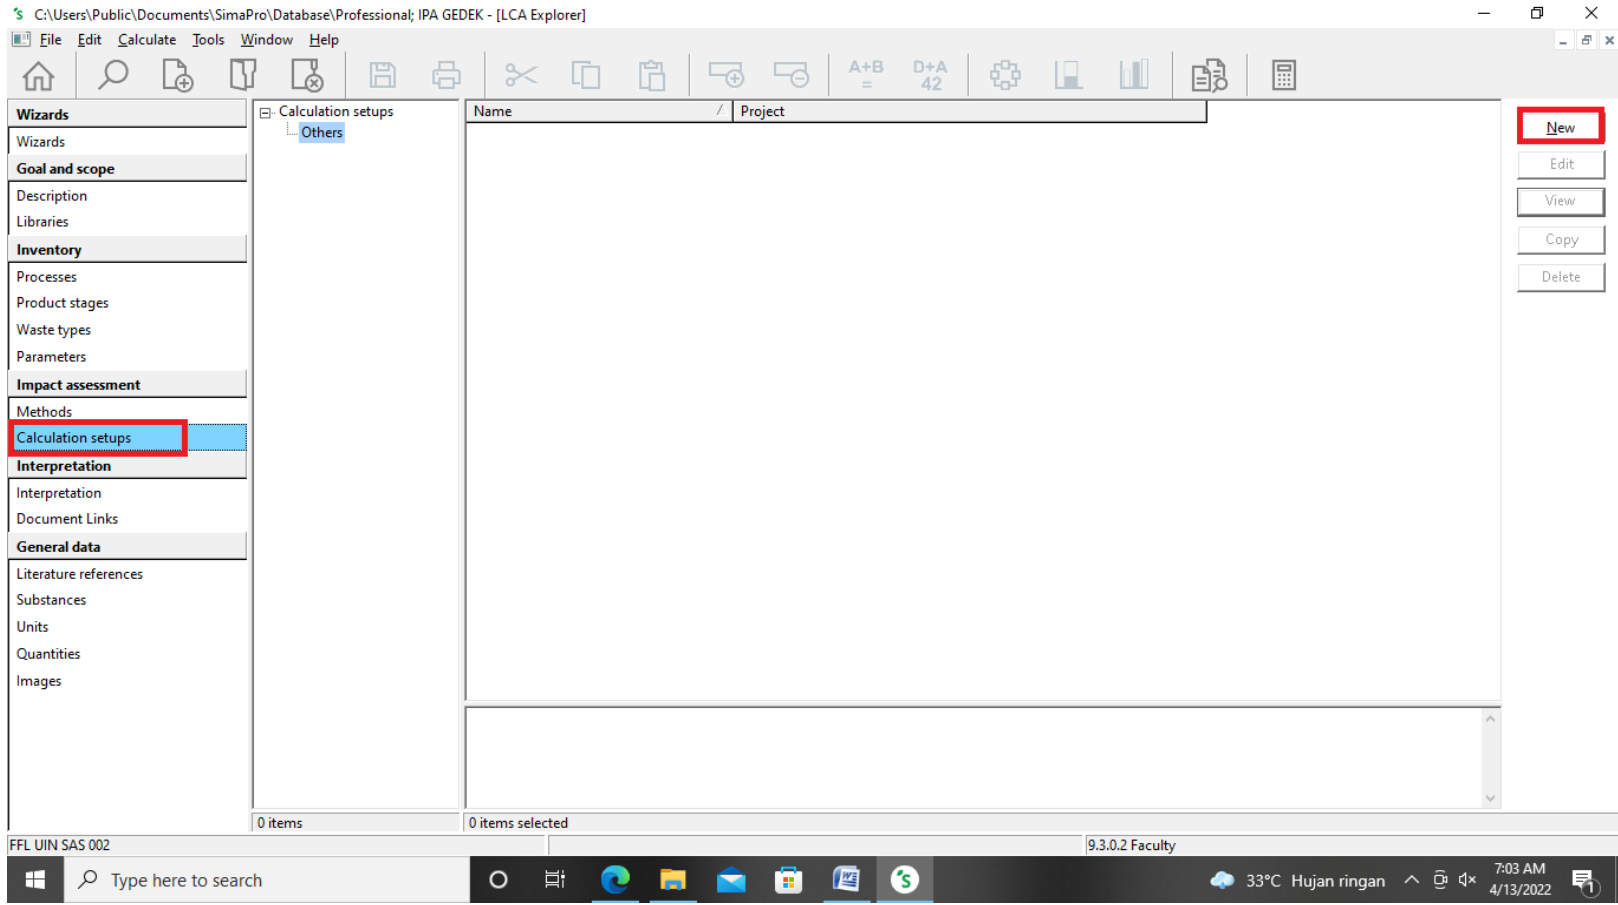 C:\Users\Public\Documents\SimaPro\Database\Professional; IPA GEDEK - [LCA Explorer]
File Edit Calculate Tools Window Help
A+B
=
D+A
42
Wizards
Wizards
Goal and scope
Description
Libraries
Inventory
Processes
Product stages
Waste types
Parameters
Impact assessment
Methods
Calculation setups
Interpretation
Interpretation
Document Links
General data
Literature references
Substances
Units
Quantities
Images
Calculation setups
Others
Name
Project
New
Edit
View
Copy
Delete
0 items
0 items selected
FFL UIN SAS 002
9.3.0.2 Faculty
Type here to search
33°C Hujan ringan
7:03 AM
4/13/2022
1